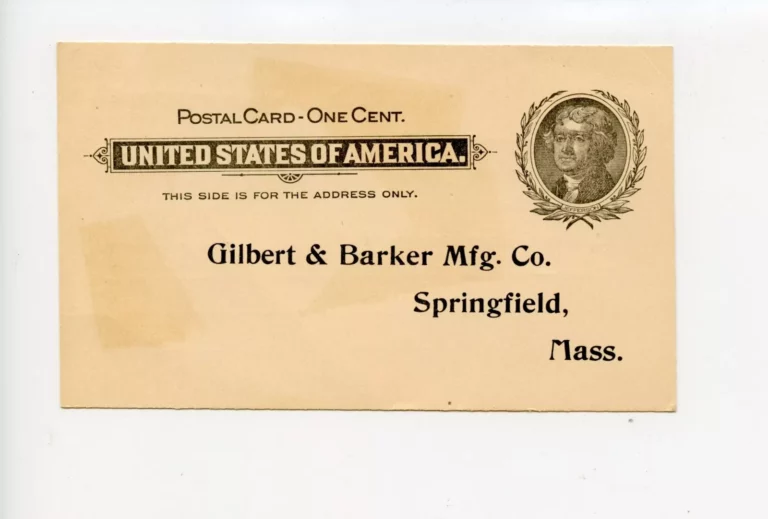 POSTAL CARD - ONE CENT.
UNITED STATES OF AMERICA.
THIS SIDE IS FOR THE ADDRESS ONLY.
JEFFERSON
Gilbert & Barker Mfg. Co.
Springfield,
Mass.